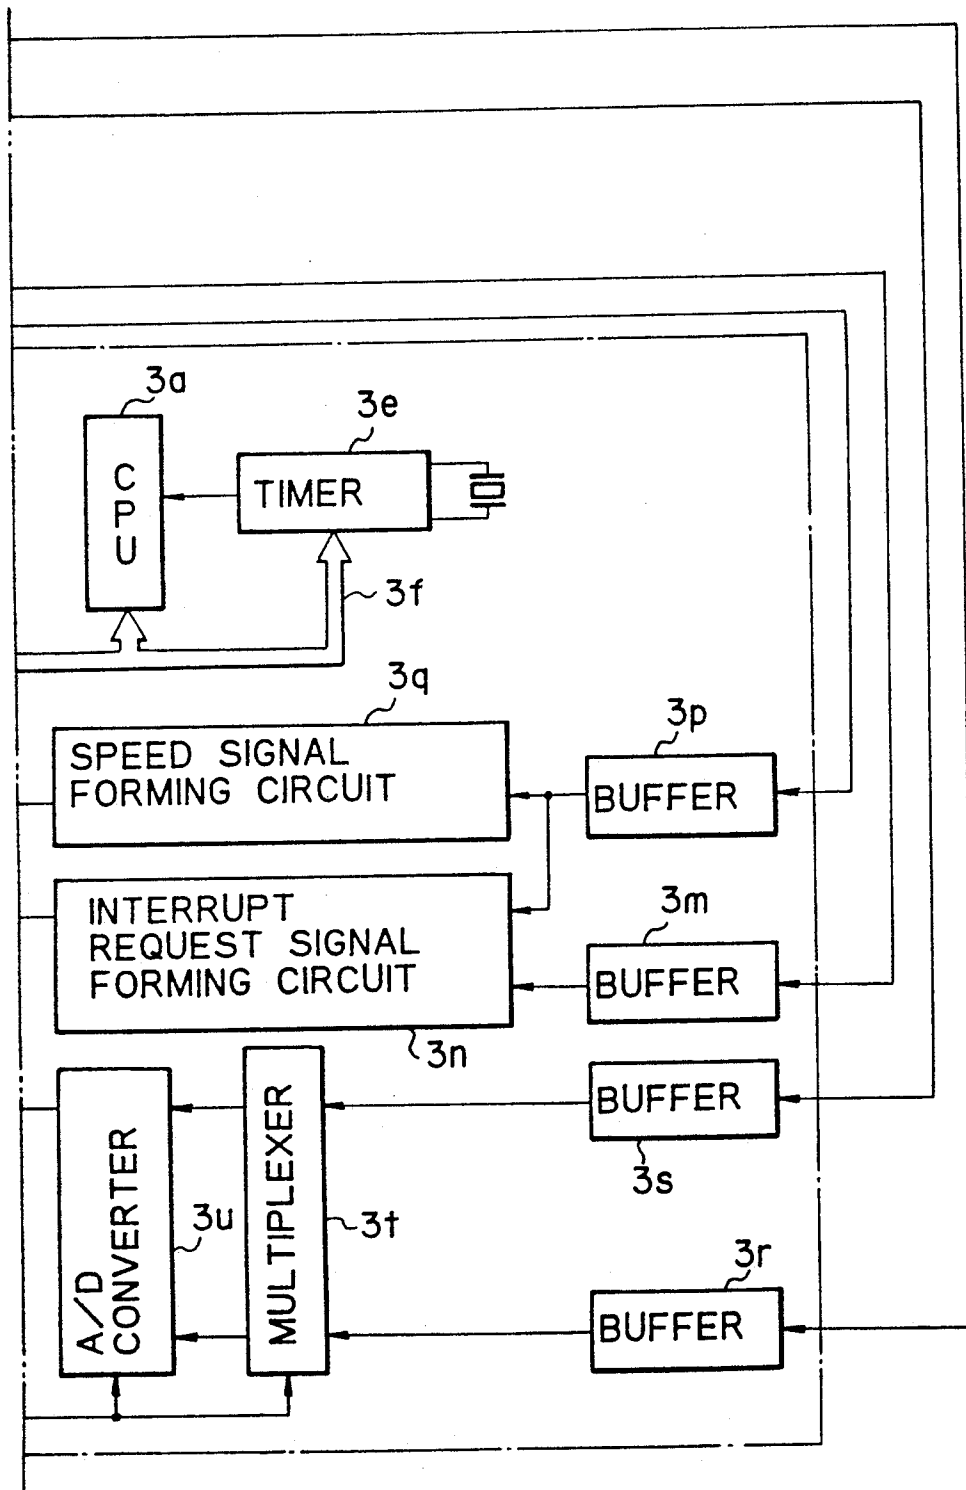 3a
3e
CPU
TIMER
3f
3q
3p
SPEED SIGNAL
FORMING CIRCUIT
BUFFER
3m
INTERRUPT
REQUEST SIGNAL
FORMING CIRCUIT
BUFFER
3n
BUFFER
3s
A/D
CONVERTER
3u
MULTIPLEXER
3t
3r
BUFFER